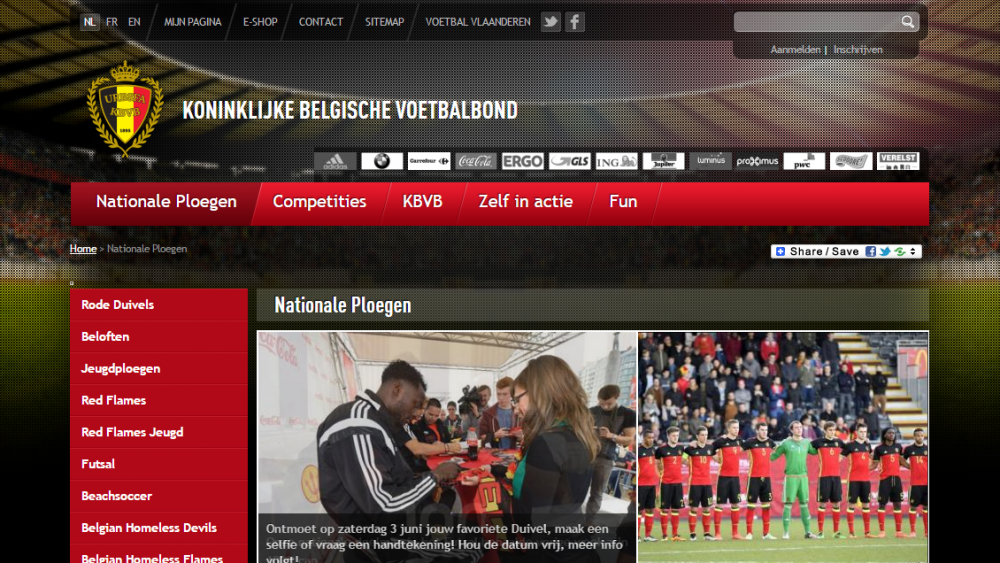 NL FR EN MIJN PAGINA E-SHOP CONTACT SITEMAP VOETBAL VLAANDEREN
Aanmelden | Inschrijven
URBSFA
KBVB
1895
KONINKLIJKE BELGISCHE VOETBALBOND
adidas BMW Carrefour Coca-Cola ERGO GLS ING Jupiler luminus proximus pwc VERELST
Nationale Ploegen Competities KBVB Zelf in actie Fun
Home > Nationale Ploegen
Share / Save
Rode Duivels
Beloften
Jeugdploegen
Red Flames
Red Flames Jeugd
Futsal
Beachsoccer
Belgian Homeless Devils
Belgian Homeless Flames
Nationale Ploegen
Ontmoet op zaterdag 3 juni jouw favoriete Duivel, maak een
selfie of vraag een handtekening! Hou de datum vrij, meer info
volgt!